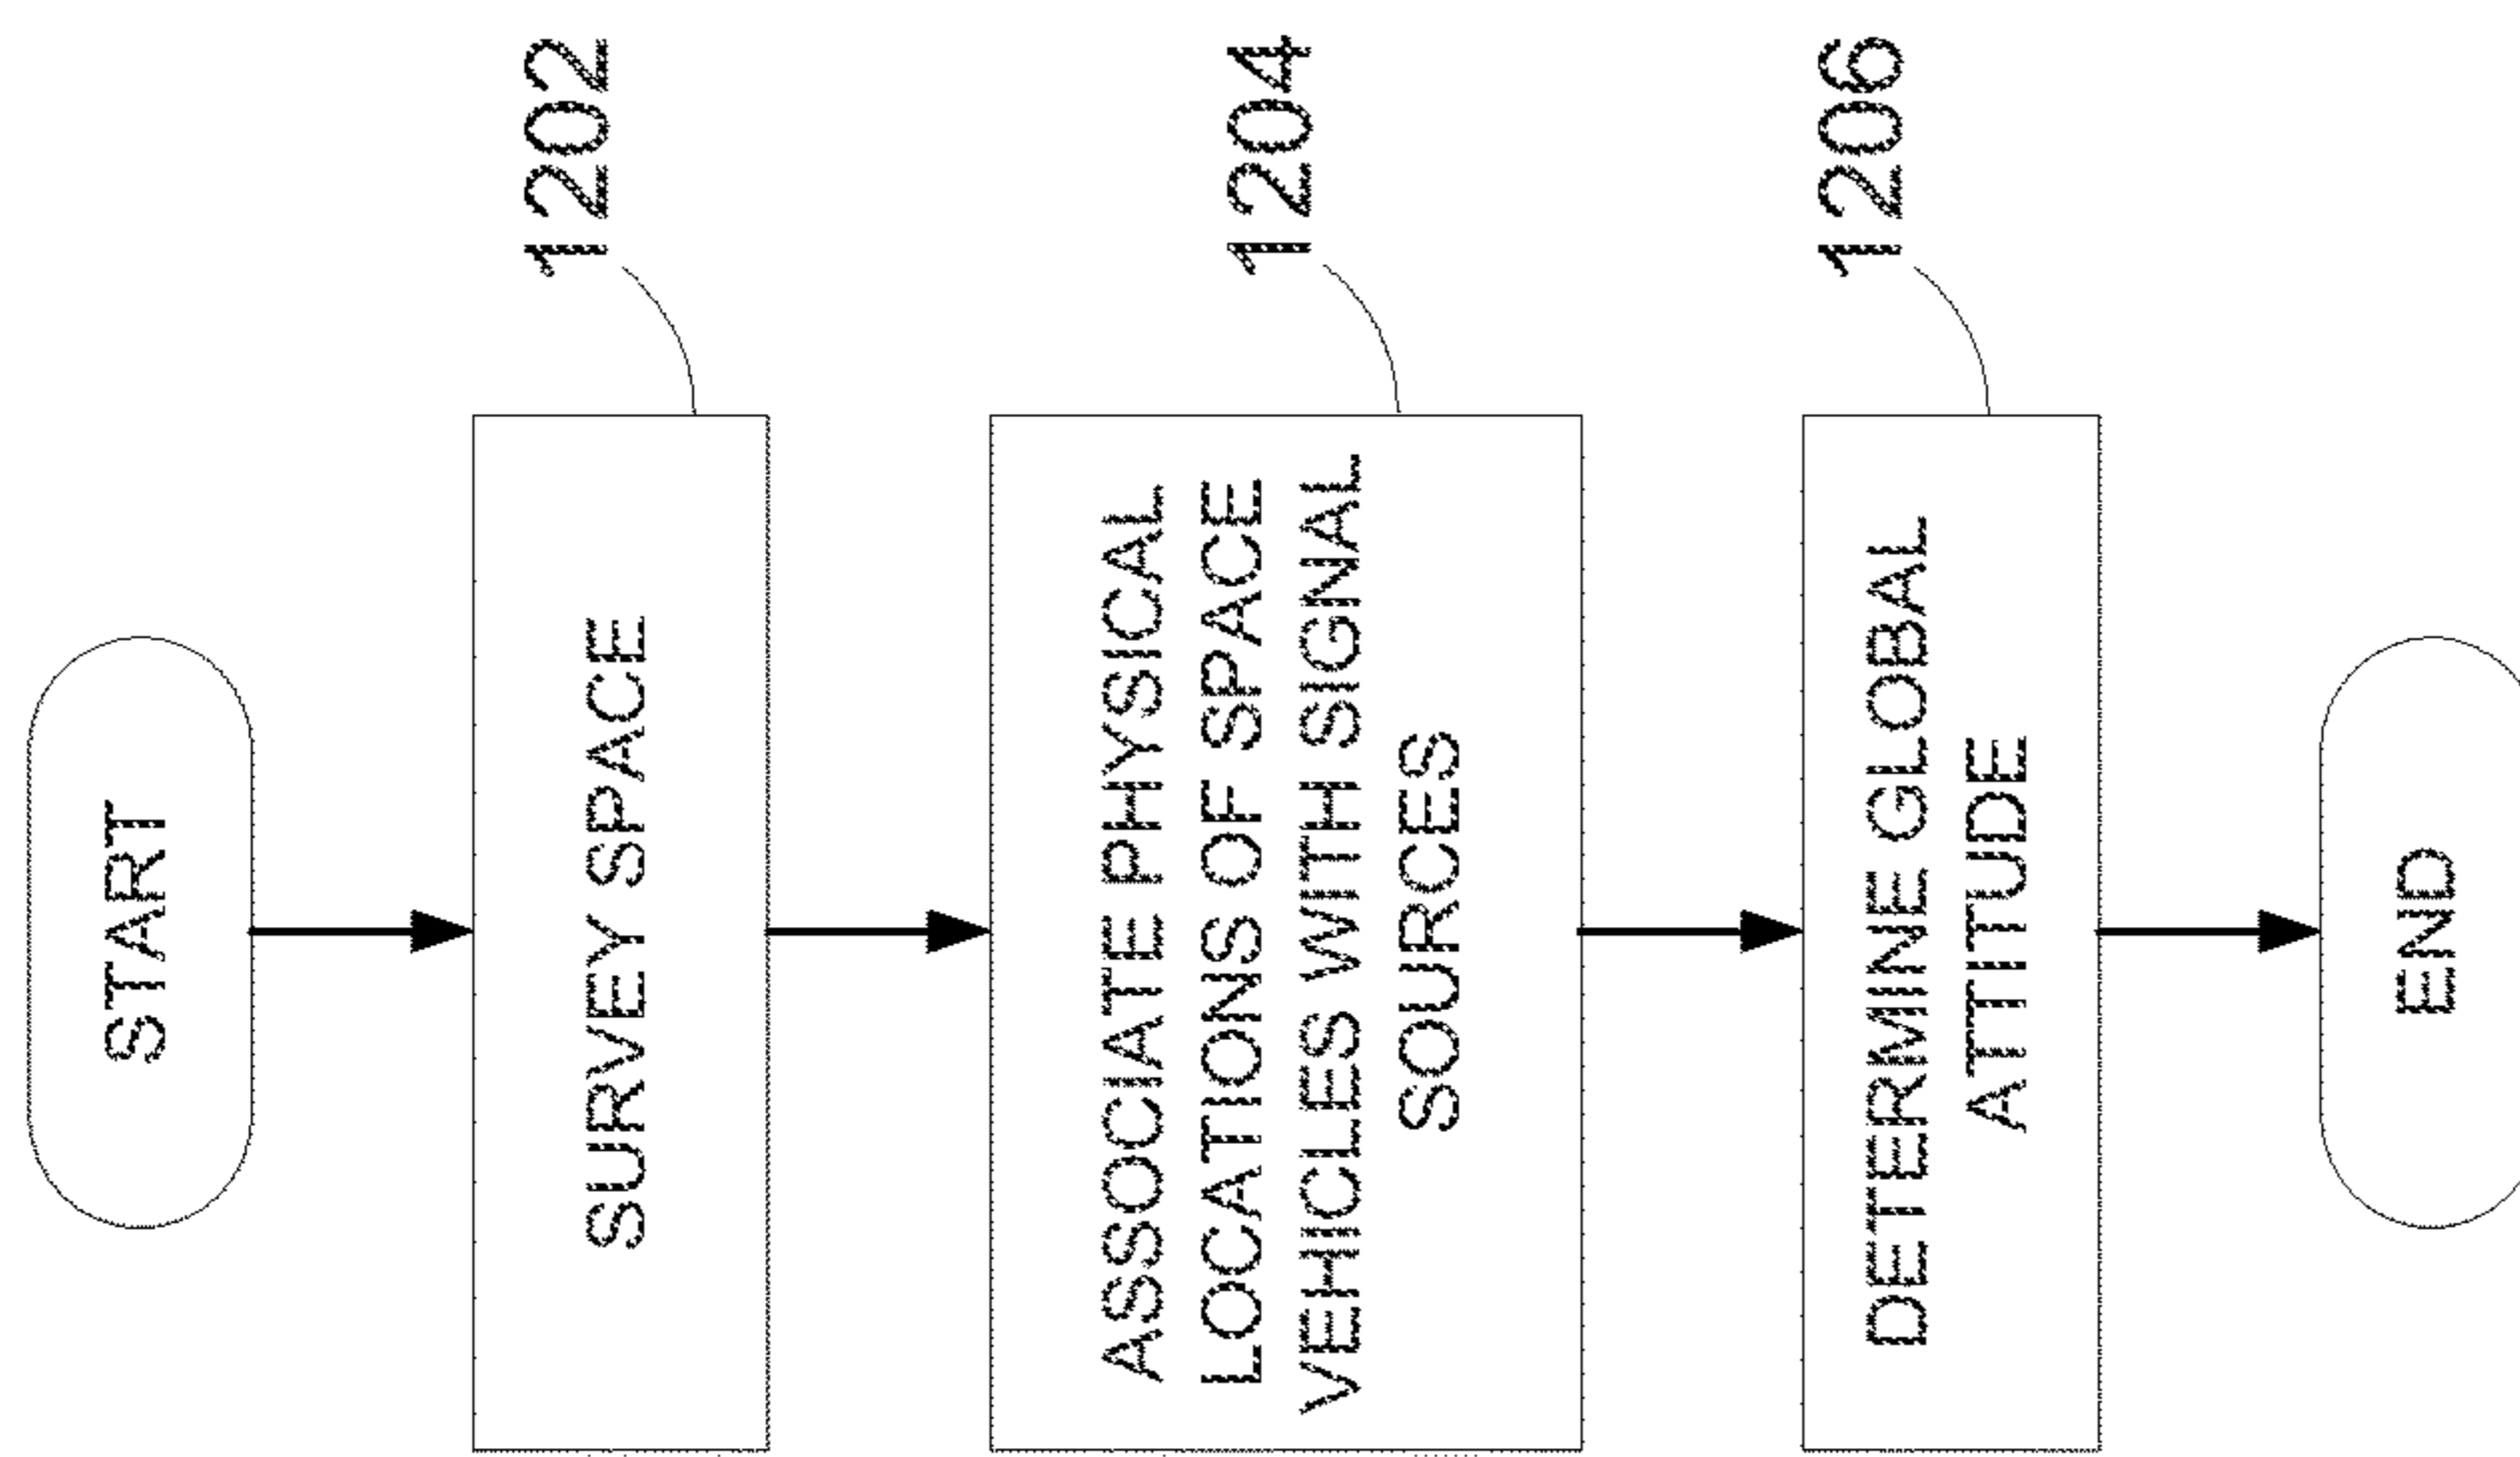 START
SURVEY SPACE
1202
ASSOCIATE PHYSICAL
LOCATIONS OF SPACE
VEHICLES WITH SIGNAL
SOURCES
1204
DETERMINE GLOBAL
ATTITUDE
1206
END